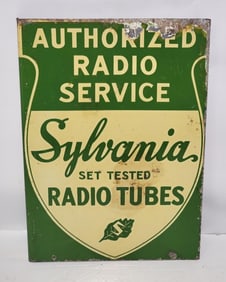 AUTHORIZED
RADIO
SERVICE
Sylvania
SET TESTED
RADIO TUBES
S